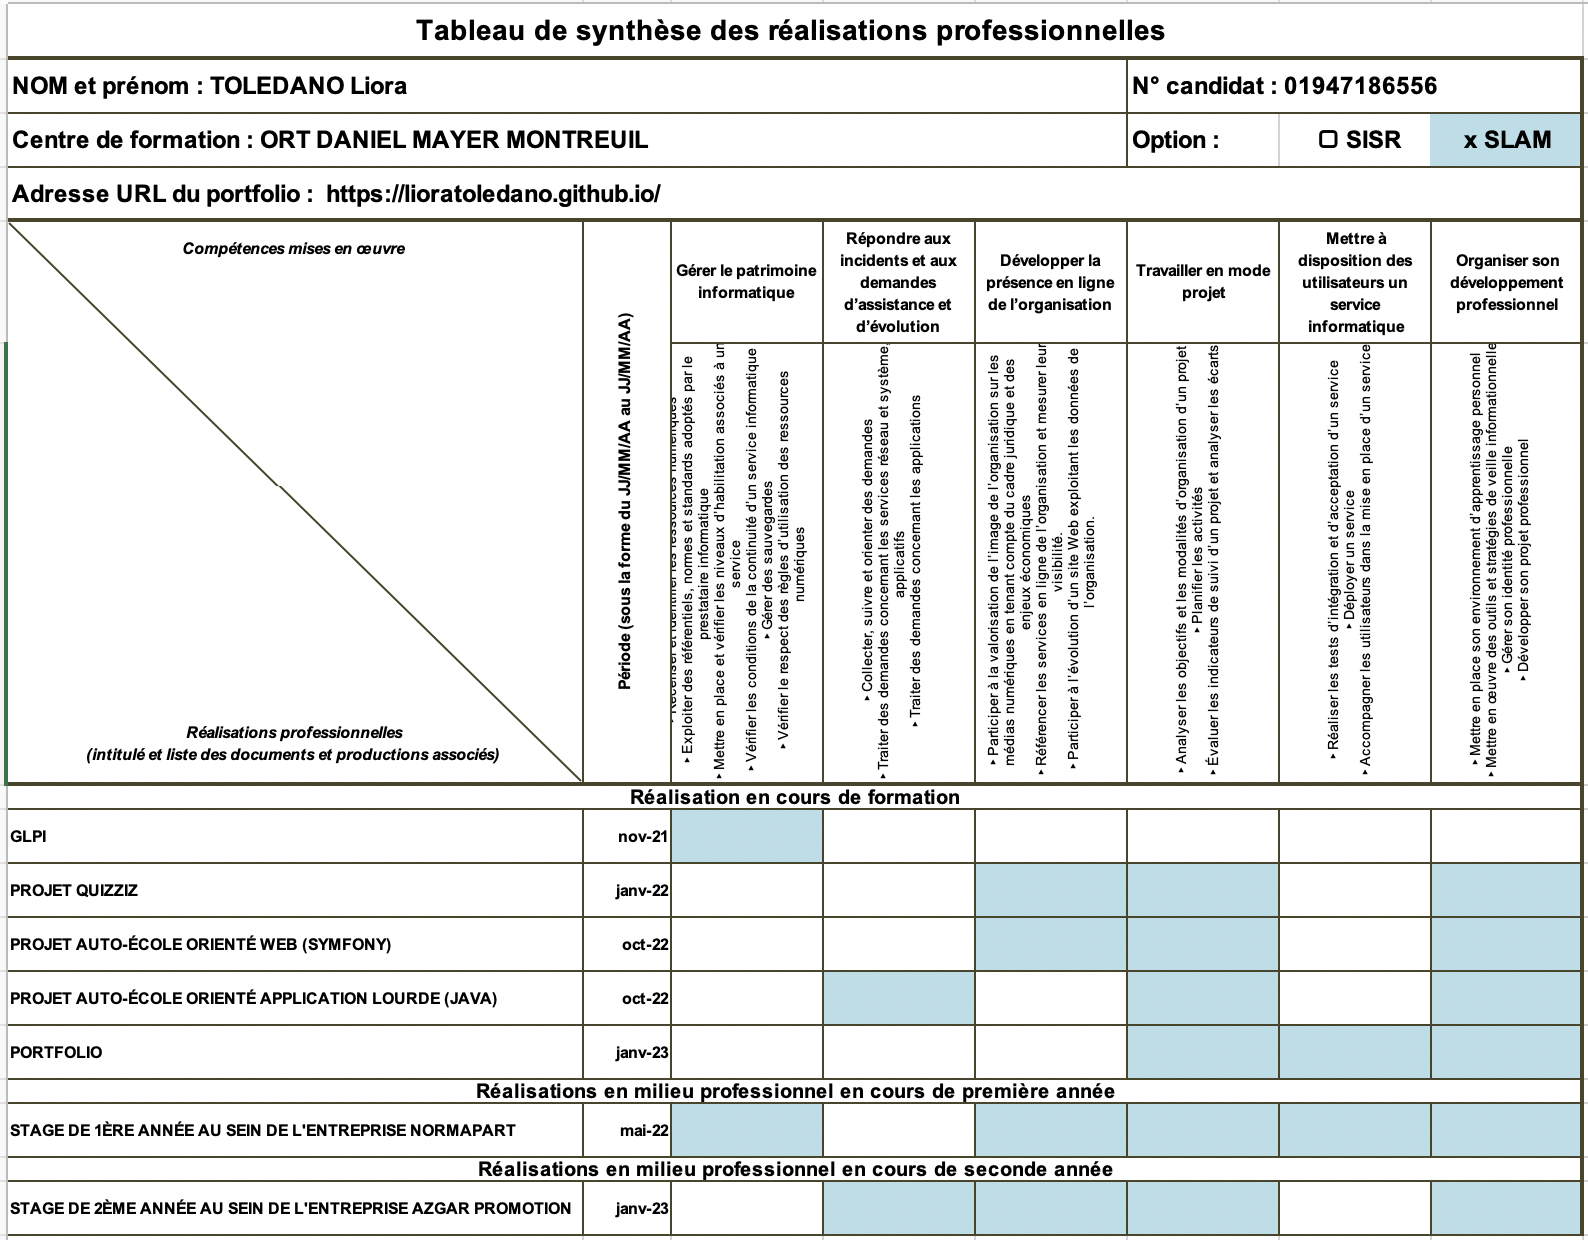 Tableau de synthèse des réalisations professionnelles
NOM et prénom : TOLEDANO Liora
N° candidat : 01947186556
Centre de formation : ORT DANIEL MAYER MONTREUIL
Option :
▢ SISR
x SLAM
Adresse URL du portfolio : https://lioratoledano.github.io/
Compétences mises en œuvre
Réalisations professionnelles
(intitulé et liste des documents et productions associés)
Période (sous la forme du JJ/MM/AA au JJ/MM/AA)
Gérer le patrimoine
informatique
Répondre aux
incidents et aux
demandes
d’assistance et
d’évolution
Développer la
présence en ligne
de l’organisation
Travailler en mode
projet
Mettre à
disposition des
utilisateurs un
service
informatique
Organiser son
développement
professionnel
‣ Exploiter des référentiels, normes et standards adoptés par le
prestataire informatique
‣ Mettre en place et vérifier les niveaux d’habilitation associés à un
service
‣ Vérifier les conditions de la continuité d’un service informatique
‣ Gérer des sauvegardes
‣ Vérifier le respect des règles d’utilisation des ressources
numériques
‣ Collecter, suivre et orienter des demandes
‣ Traiter des demandes concernant les services réseau et système,
applicatifs
‣ Traiter des demandes concernant les applications
‣ Participer à la valorisation de l’image de l’organisation sur les
médias numériques en tenant compte du cadre juridique et des
enjeux économiques
‣ Référencer les services en ligne de l’organisation et mesurer leur
visibilité.
‣ Participer à l’évolution d’un site Web exploitant les données de
l’organisation.
‣ Analyser les objectifs et les modalités d’organisation d’un projet
‣ Planifier les activités
‣ Évaluer les indicateurs de suivi d’un projet et analyser les écarts
‣ Réaliser les tests d’intégration et d’acceptation d’un service
‣ Déployer un service
‣ Accompagner les utilisateurs dans la mise en place d’un service
‣ Mettre en place son environnement d’apprentissage personnel
‣ Mettre en œuvre des outils et stratégies de veille informationnelle
‣ Gérer son identité professionnelle
‣ Développer son projet professionnel
Réalisation en cours de formation
GLPI nov-21
PROJET QUIZZIZ janv-22
PROJET AUTO-ÉCOLE ORIENTÉ WEB (SYMFONY) oct-22
PROJET AUTO-ÉCOLE ORIENTÉ APPLICATION LOURDE (JAVA) oct-22
PORTFOLIO janv-23
Réalisations en milieu professionnel en cours de première année
STAGE DE 1ÈRE ANNÉE AU SEIN DE L'ENTREPRISE NORMAPART mai-22
Réalisations en milieu professionnel en cours de seconde année
STAGE DE 2ÈME ANNÉE AU SEIN DE L'ENTREPRISE AZGAR PROMOTION janv-23